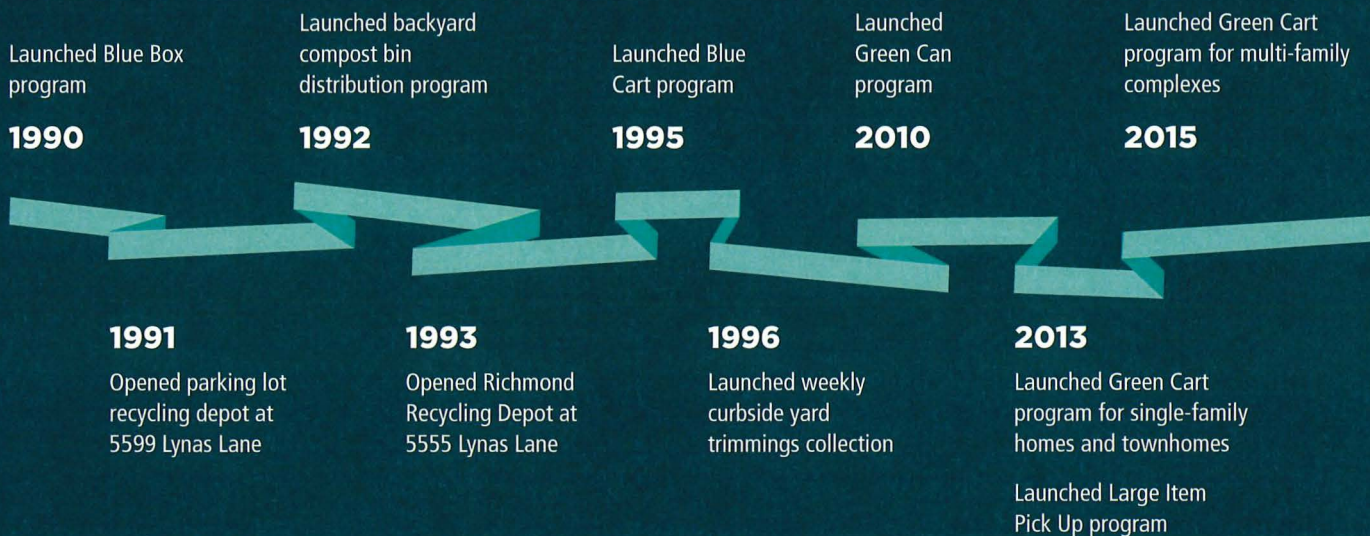 Launched Blue Box
program
1990
1991
Opened parking lot
recycling depot at
5599 Lynas Lane
Launched backyard
compost bin
distribution program
1992
1993
Opened Richmond
Recycling Depot at
5555 Lynas Lane
Launched Blue
Cart program
1995
1996
Launched weekly
curbside yard
trimmings collection
Launched
Green Can
program
2010
2013
Launched Green Cart
program for single-family
homes and townhomes
Launched Large Item
Pick Up program
Launched Green Cart
program for multi-family
complexes
2015